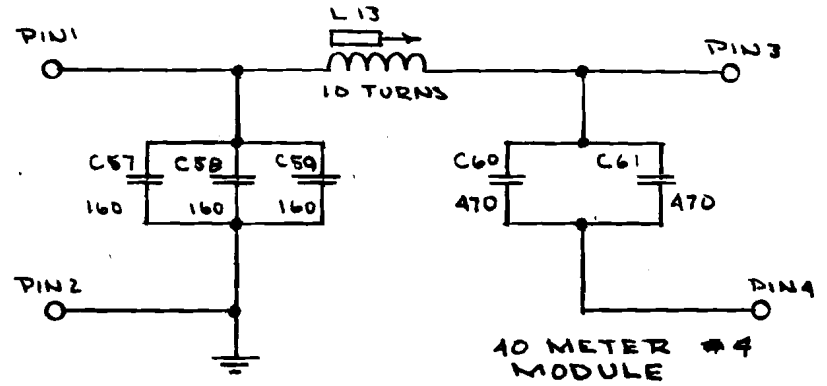 L 13
PIN1
PIN3
10 TURNS
C57 C58 C59
160 160 160
C60 C61
470 470
PIN2
PIN4
40 METER #4
MODULE